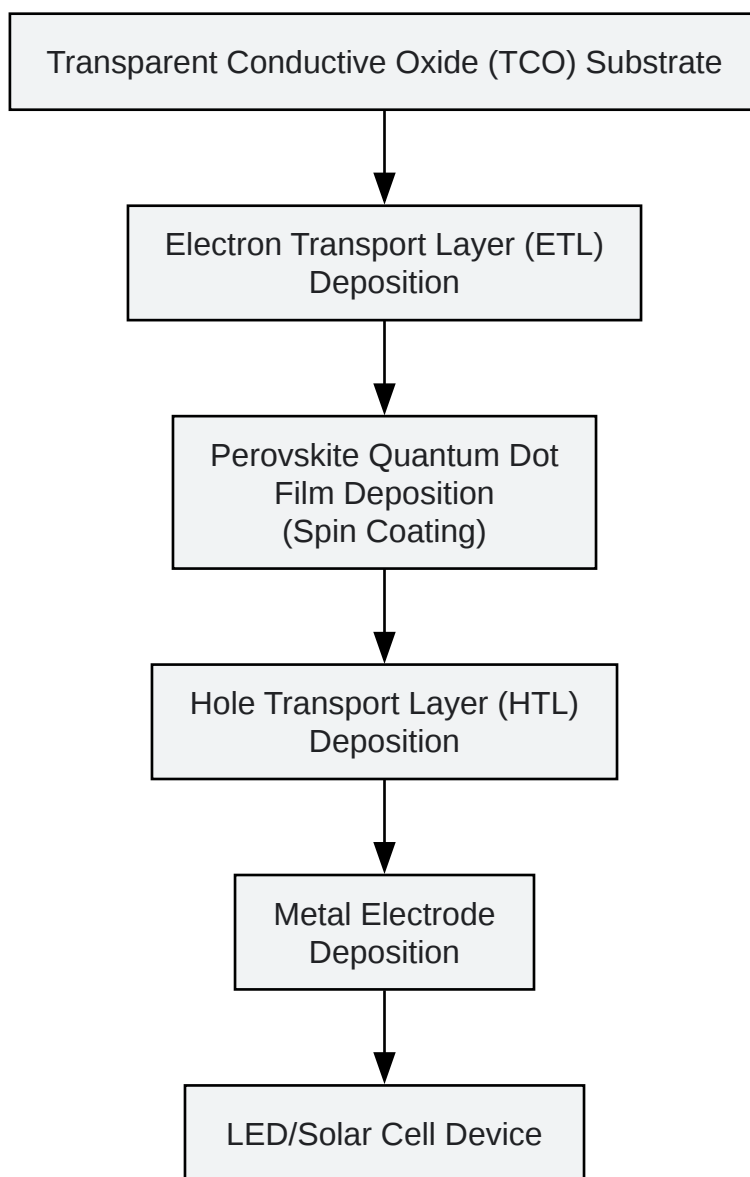 Transparent Conductive Oxide (TCO) Substrate
Electron Transport Layer (ETL)
Deposition
Perovskite Quantum Dot
Film Deposition
(Spin Coating)
Hole Transport Layer (HTL)
Deposition
Metal Electrode
Deposition
LED/Solar Cell Device